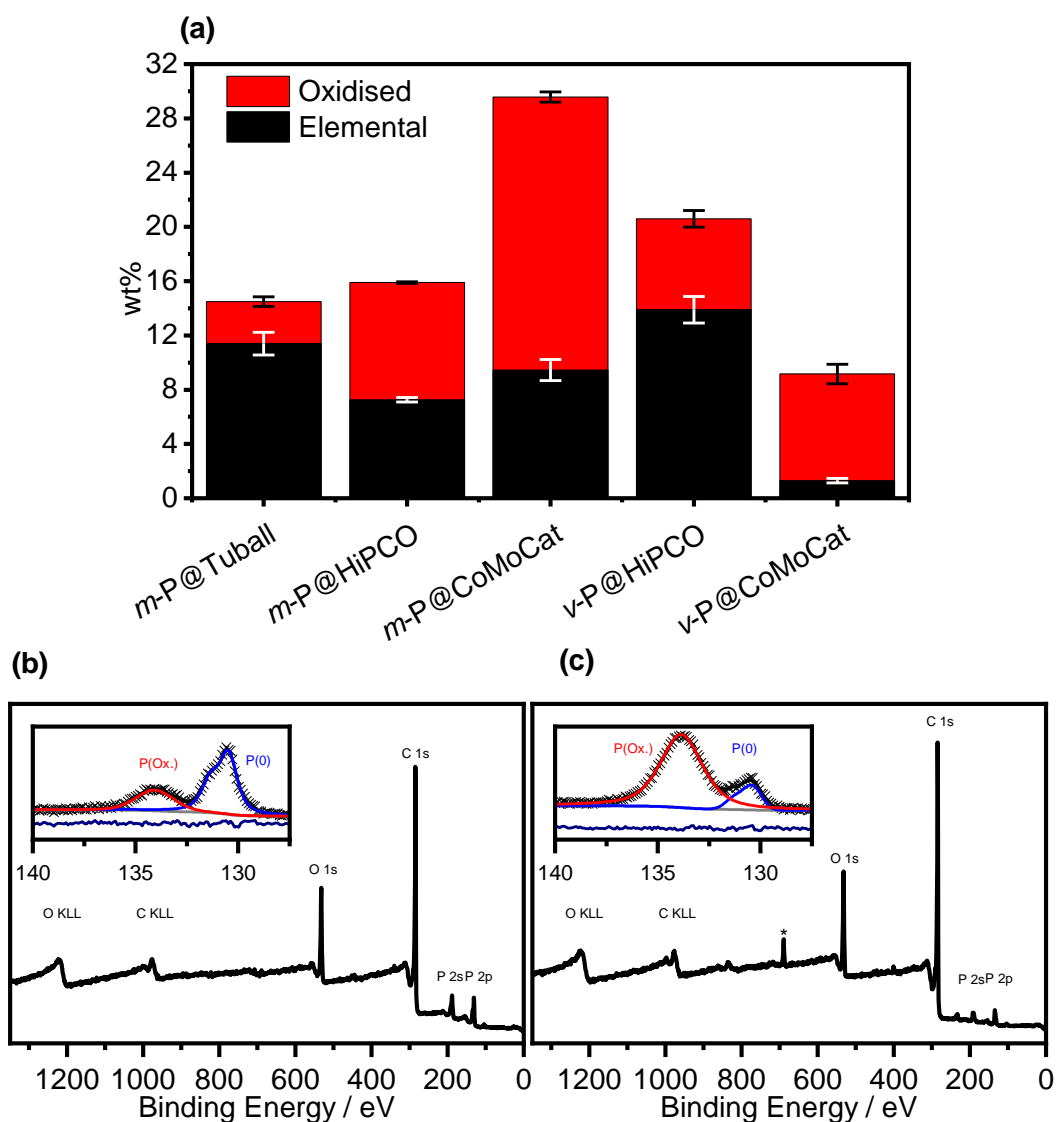 (a)
32
28
24
20
16
12
8
4
0
wt%
Oxidised
Elemental
m-P@Tuball
m-P@HiPCO
m-P@CoMoCat
v-P@HiPCO
v-P@CoMoCat
(b)
P(Ox.)
P(0)
140 135 130
O KLL
C KLL
O 1s
C 1s
P 2s P 2p
1200 1000 800 600 400 200 0
Binding Energy / eV
(c)
P(Ox.)
P(0)
140 135 130
O KLL
C KLL
*
O 1s
C 1s
P 2s P 2p
1200 1000 800 600 400 200 0
Binding Energy / eV